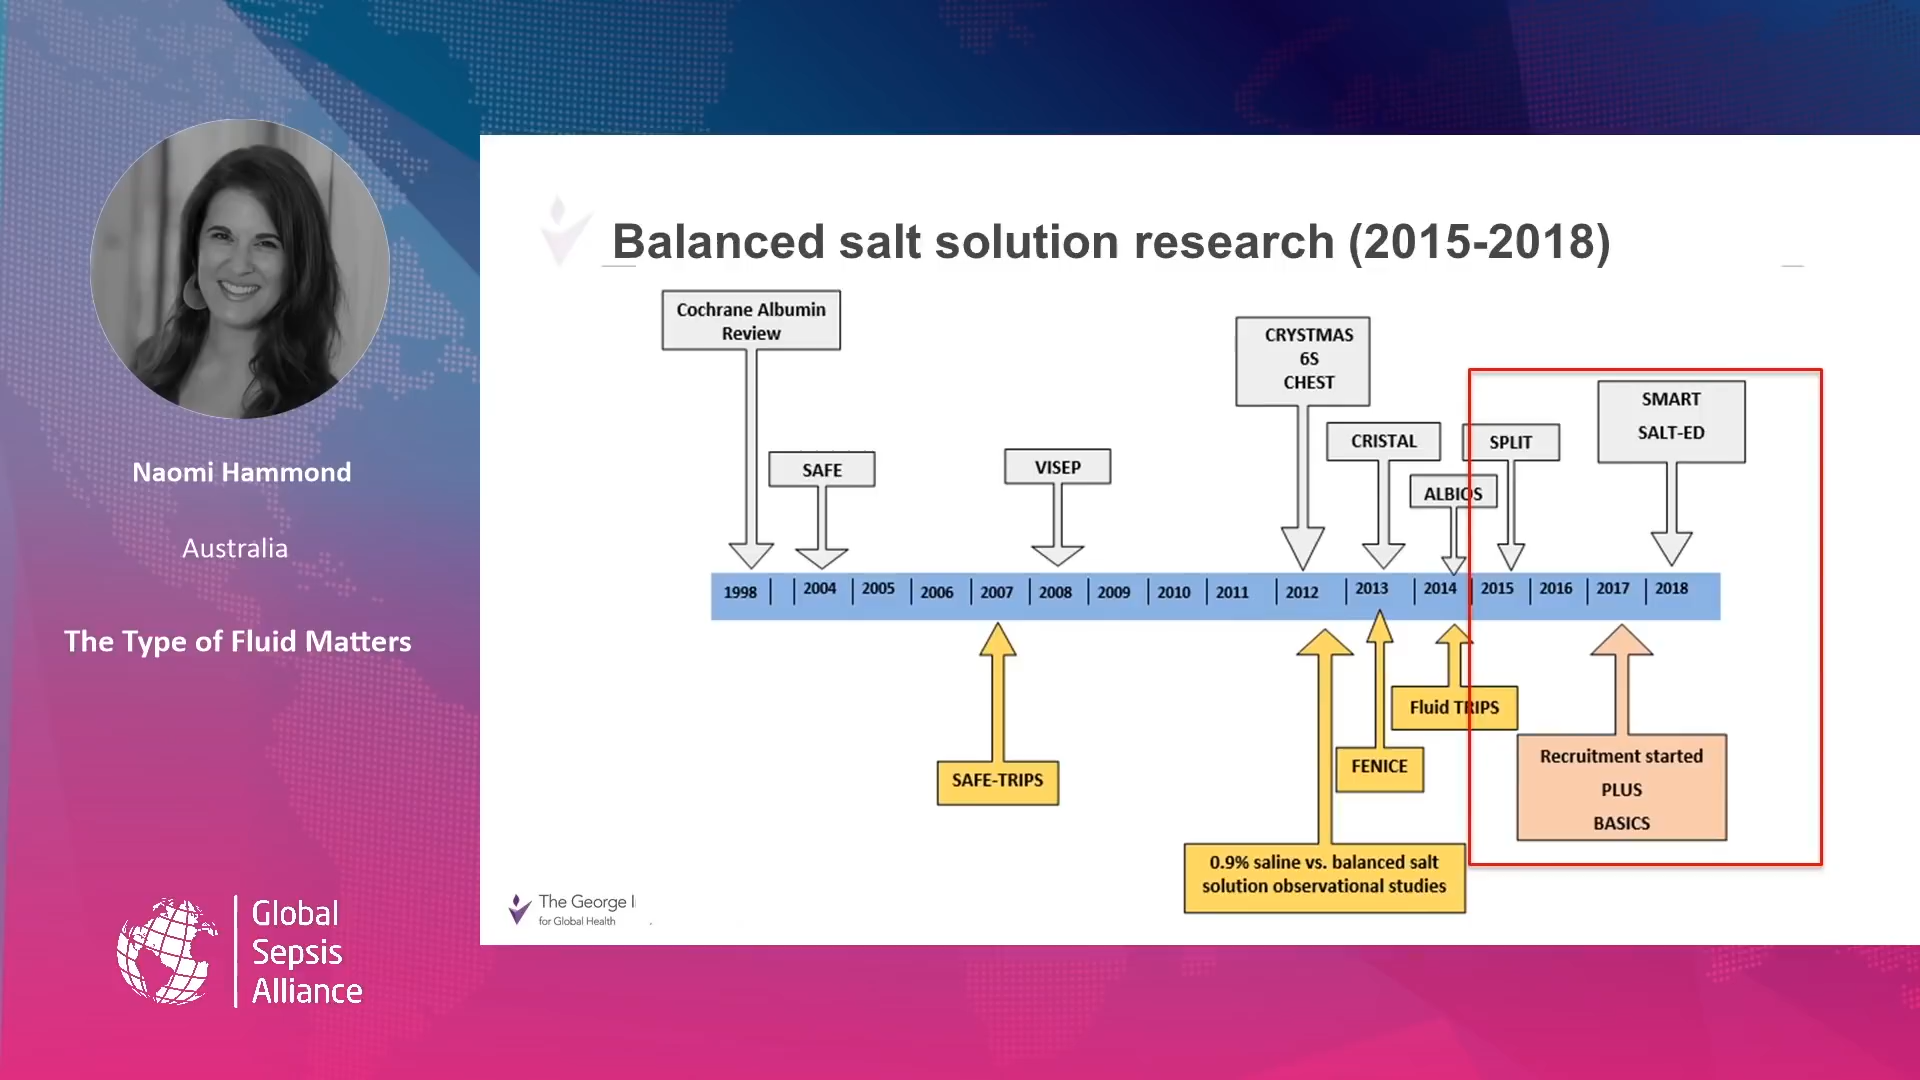 Naomi Hammond
Australia
The Type of Fluid Matters
Global
Sepsis
Alliance
Balanced salt solution research (2015-2018)
Cochrane Albumin
Review
SAFE
VISEP
CRYSTMAS
6S
CHEST
CRISTAL
ALBIOS
SPLIT
SMART
SALT-ED
1998
2004
2005
2006
2007
2008
2009
2010
2011
2012
2013
2014
2015
2016
2017
2018
SAFE-TRIPS
0.9% saline vs. balanced salt
solution observational studies
FENICE
Fluid TRIPS
Recruitment started
PLUS
BASICS
The George I
for Global Health